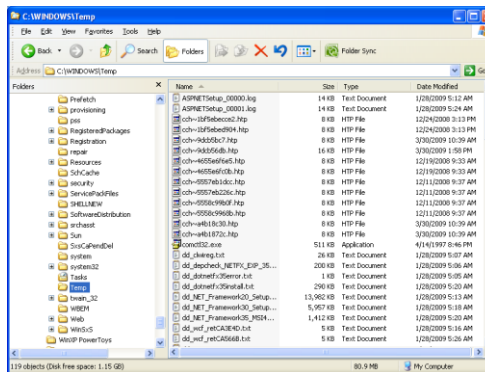 C:\WINDOWS\Temp
File Edit View Favorites Tools Help
Back Search Folders Folder Sync
Address C:\WINDOWS\Temp Go
Folders
Prefetch
provisioning
pss
RegisteredPackages
Registration
repair
Resources
SchCache
security
ServicePackFiles
SHELLNEW
SoftwareDistribution
srchasst
Sun
SxsCaPendDel
system
system32
Tasks
Temp
twain_32
WBEM
Web
WinSxS
WinXP PowerToys
Name Size Type Date Modified
ASPNETSetup_00000.log 14 KB Text Document 1/28/2009 5:12 AM
ASPNETSetup_00001.log 14 KB Text Document 1/28/2009 5:24 AM
cch~1bf5ebecce2.htp 8 KB HTP File 12/24/2008 3:13 PM
cch~1bf5bed904.htp 8 KB HTP File 12/24/2008 3:13 PM
cch~9dcb5bc7.htp 8 KB HTP File 3/30/2009 10:39 AM
cch~9dcb56db.htp 16 KB HTP File 3/30/2009 1:58 PM
cch~4655e6f6e5.htp 8 KB HTP File 12/19/2008 9:33 AM
cch~4655e6fc0b.htp 8 KB HTP File 12/19/2008 9:33 AM
cch~5557eb1dcc.htp 8 KB HTP File 12/11/2008 9:37 AM
cch~5557eb226c.htp 8 KB HTP File 12/11/2008 9:37 AM
cch~5558c99b0f.htp 8 KB HTP File 12/11/2008 9:37 AM
cch~5558c9968b.htp 8 KB HTP File 12/11/2008 9:37 AM
cch~a4b18c30.htp 8 KB HTP File 3/30/2009 10:39 AM
cch~a4b1872c.htp 8 KB HTP File 3/30/2009 10:39 AM
comctl32.exe 511 KB Application 4/14/1997 8:46 PM
dd_clwireg.txt 26 KB Text Document 1/28/2009 5:07 AM
dd_depcheck_NETFX_EXP_35... 200 KB Text Document 1/28/2009 5:06 AM
dd_dotnetfx35error.txt 1 KB Text Document 1/28/2009 5:05 AM
dd_dotnetfx35install.txt 290 KB Text Document 1/28/2009 5:20 AM
dd_NET_Framework20_Setup... 13,982 KB Text Document 1/28/2009 5:13 AM
dd_NET_Framework30_Setup... 5,957 KB Text Document 1/28/2009 5:18 AM
dd_NET_Framework35_MSI4... 1,412 KB Text Document 1/28/2009 5:20 AM
dd_wcf_retCA3E4D.txt 5 KB Text Document 1/28/2009 5:16 AM
dd_wcf_retCA566B.txt 5 KB Text Document 1/28/2009 5:26 AM
119 objects (Disk free space: 1.15 GB) 80.9 MB My Computer